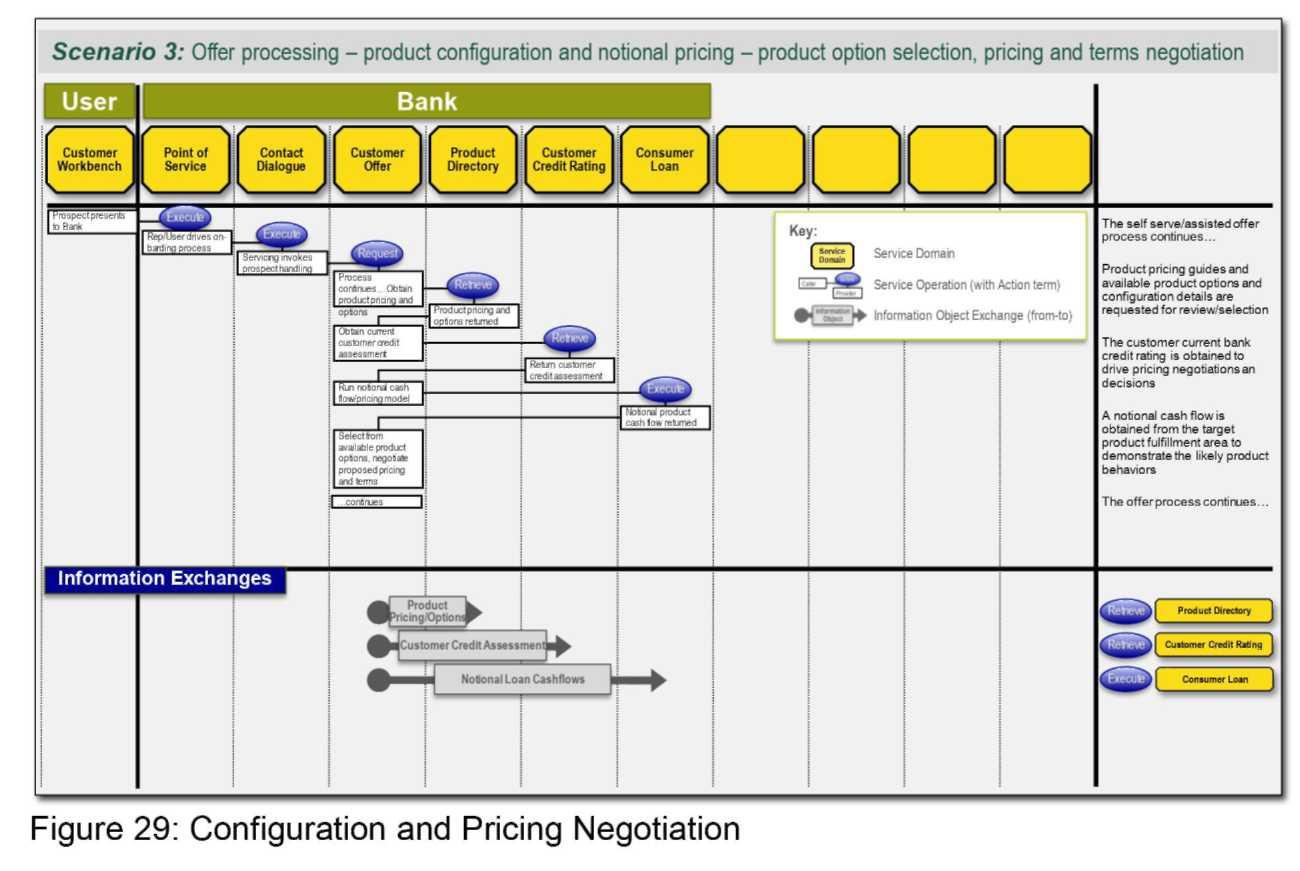 Scenario 3: Offer processing – product configuration and notional pricing – product option selection, pricing and terms negotiation
User
Bank
Customer
Workbench
Point of
Service
Contact
Dialogue
Customer
Offer
Product
Directory
Customer
Credit Rating
Consumer
Loan
Prospect presents
to Bank
Execute
Rep/User drives on-
barding process
Execute
Servicing invokes
prospect handling
Request
Process
continues…Obtain
product pricing and
options
Retrieve
Product pricing and
options returned
Obtain current
customer credit
assessment
Retrieve
Return customer
credit assessment
Run notional cash
flow/pricing model
Execute
Notional product
cash flow returned
Select from
available product
options, negotiate
proposed pricing
and terms
…continues
Key:
Service
Domain
Service Domain
Caller
Provider
Service Operation (with Action term)
Information
Object
Information Object Exchange (from-to)
The self serve/assisted offer
process continues…
Product pricing guides and
available product options and
configuration details are
requested for review/selection
The customer current bank
credit rating is obtained to
drive pricing negotiations an
decisions
A notional cash flow is
obtained from the target
product fulfillment area to
demonstrate the likely product
behaviors
The offer process continues…
Information Exchanges
Product
Pricing/Options
Customer Credit Assessment
Notional Loan Cashflows
Retrieve
Product Directory
Retrieve
Customer Credit Rating
Execute
Consumer Loan
Figure 29: Configuration and Pricing Negotiation